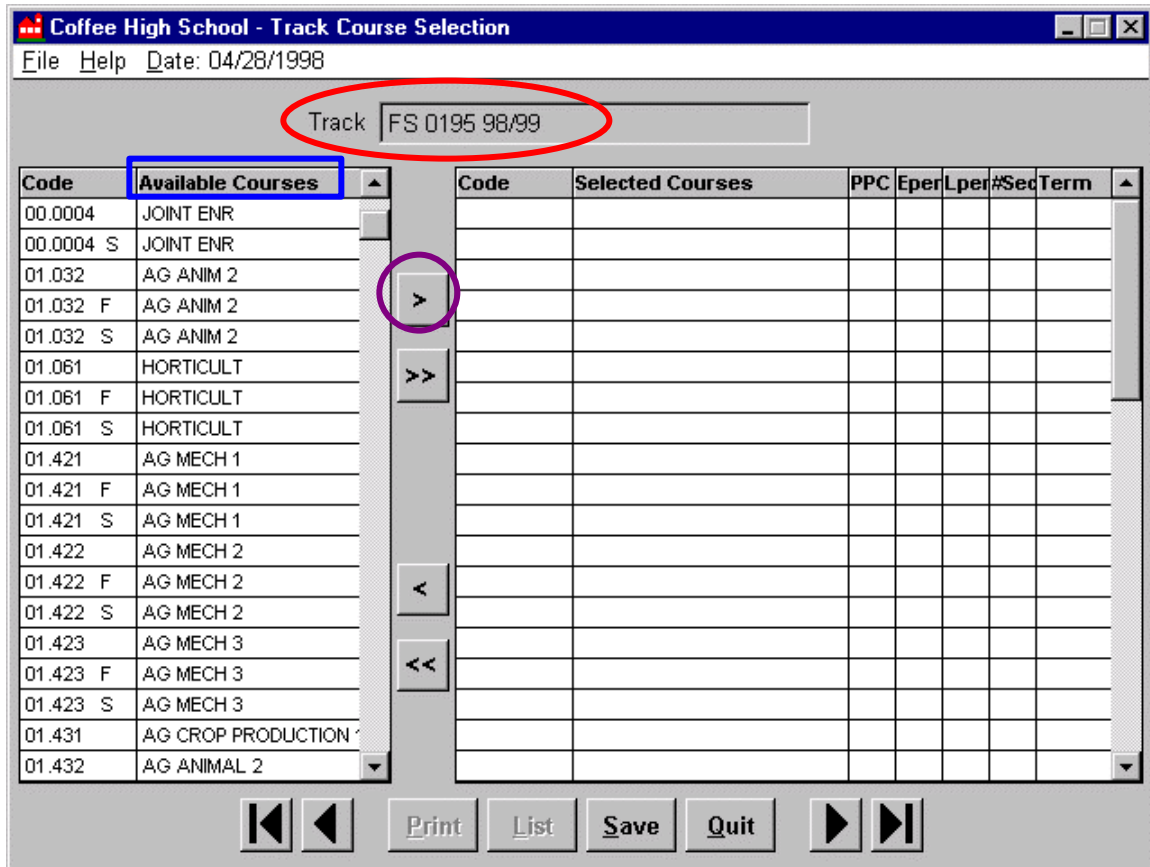 Coffee High School - Track Course Selection
File Help Date: 04/28/1998
Track FS 0195 98/99
Code Available Courses Code Selected Courses PPC Eper Lper #Sec Term
00.0004 JOINT ENR
00.0004 S JOINT ENR
01.032 AG ANIM 2
01.032 F AG ANIM 2
01.032 S AG ANIM 2
01.061 HORTICULT
01.061 F HORTICULT
01.061 S HORTICULT
01.421 AG MECH 1
01.421 F AG MECH 1
01.421 S AG MECH 1
01.422 AG MECH 2
01.422 F AG MECH 2
01.422 S AG MECH 2
01.423 AG MECH 3
01.423 F AG MECH 3
01.423 S AG MECH 3
01.431 AG CROP PRODUCTION
01.432 AG ANIMAL 2
>
>>
<
<<
Print List Save Quit